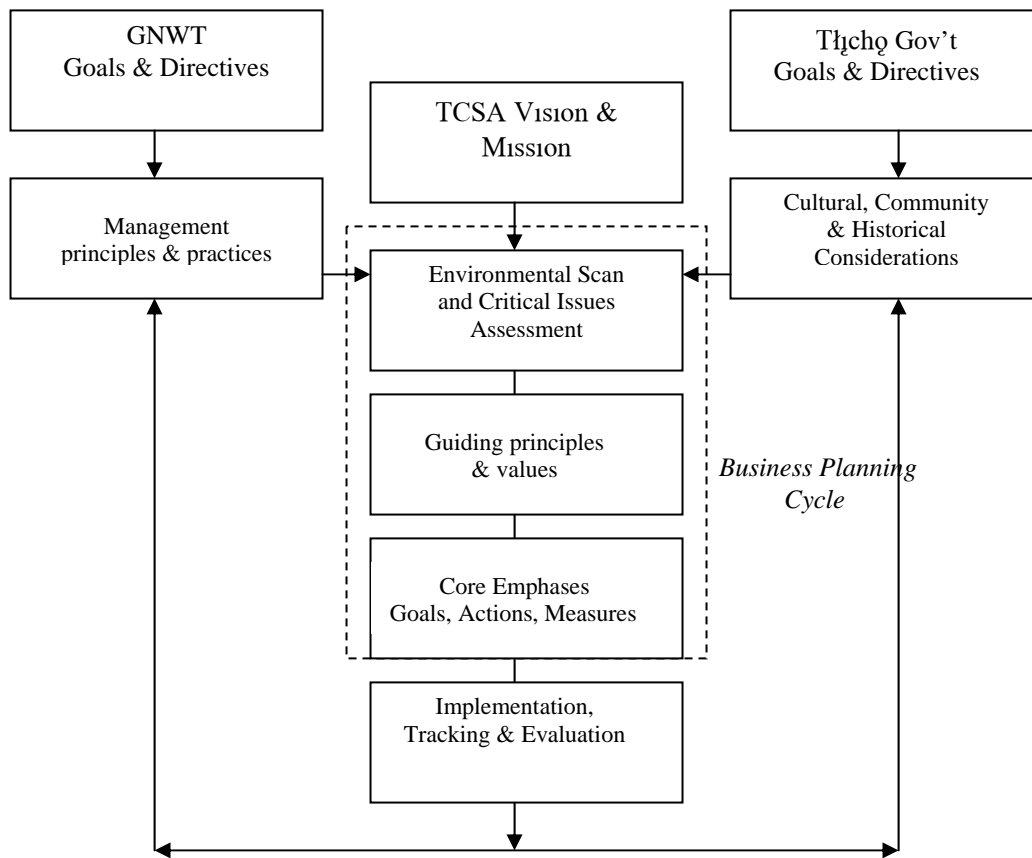 GNWT
Goals & Directives
Tłı̨chǫ Gov’t
Goals & Directives
TCSA Vision &
Mission
Management
principles & practices
Cultural, Community
& Historical
Considerations
Environmental Scan
and Critical Issues
Assessment
Guiding principles
& values
Business Planning
Cycle
Core Emphases
Goals, Actions, Measures
Implementation,
Tracking & Evaluation